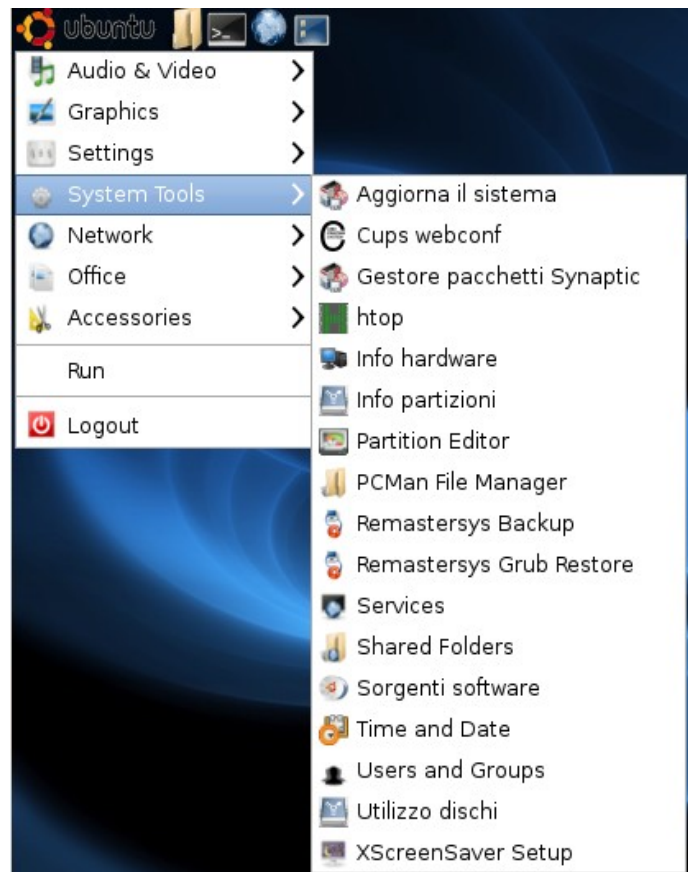 ubuntu
Audio & Video
Graphics
Settings
System Tools
Network
Office
Accessories
Run
Logout
Aggiorna il sistema
Cups webconf
Gestore pacchetti Synaptic
htop
Info hardware
Info partizioni
Partition Editor
PCMan File Manager
Remastersys Backup
Remastersys Grub Restore
Services
Shared Folders
Sorgenti software
Time and Date
Users and Groups
Utilizzo dischi
XScreenSaver Setup